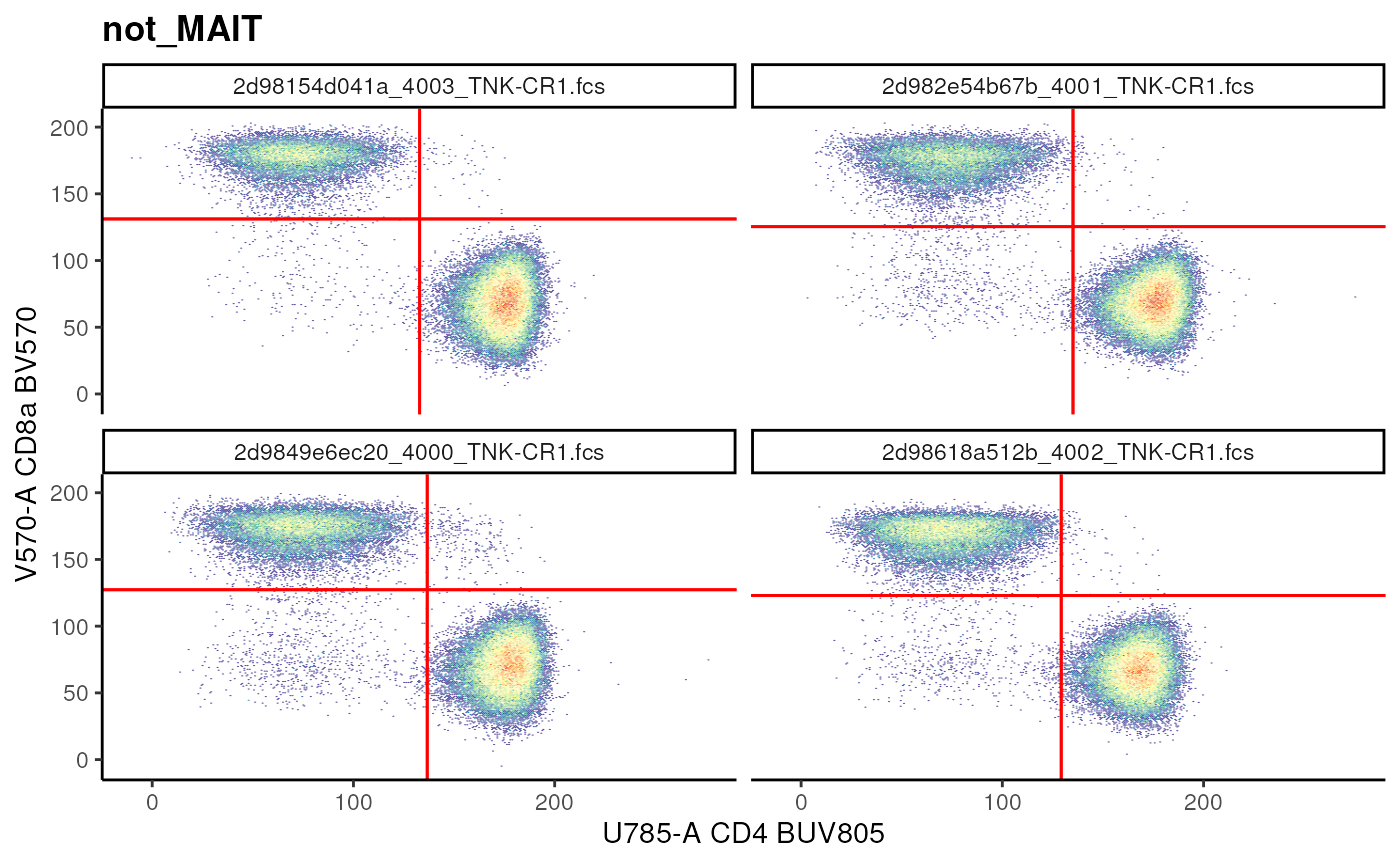 not_MAIT
2d98154d041a_4003_TNK-CR1.fcs
2d982e54b67b_4001_TNK-CR1.fcs
200
150
100
50
0
2d9849e6ec20_4000_TNK-CR1.fcs
2d98618a512b_4002_TNK-CR1.fcs
200
150
100
50
0
0
100
200
0
100
200
U785-A CD4 BUV805
V570-A CD8a BV570